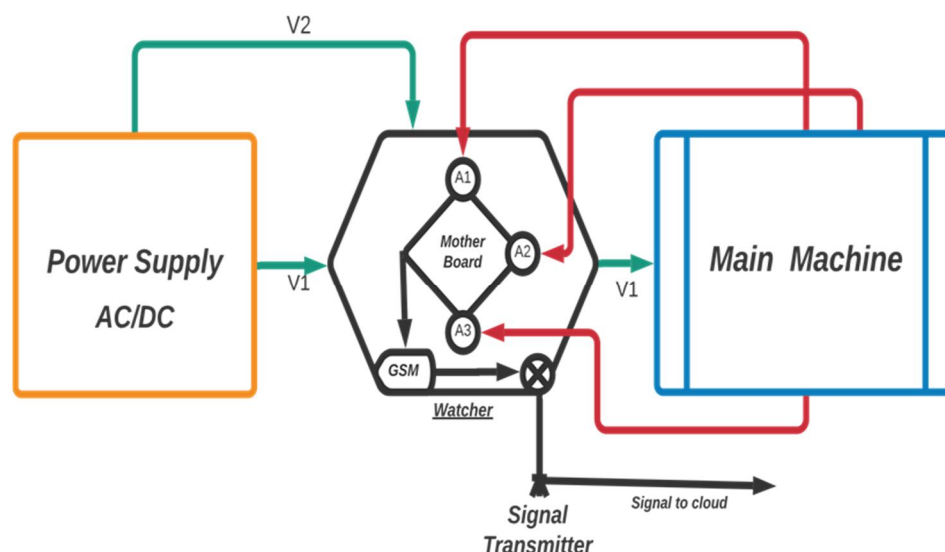 V2
A1
Mother
Board
A2
Power Supply
AC/DC
V1
V1
Main Machine
A3
GSM
Watcher
Signal to cloud
Signal
Transmitter